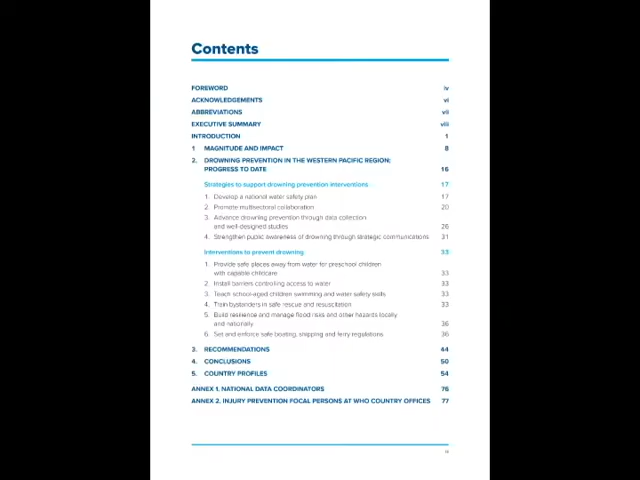 Contents
FOREWORD iv
ACKNOWLEDGEMENTS vi
ABBREVIATIONS vii
EXECUTIVE SUMMARY viii
INTRODUCTION 1
1 MAGNITUDE AND IMPACT 8
2. DROWNING PREVENTION IN THE WESTERN PACIFIC REGION:
PROGRESS TO DATE 16
Strategies to support drowning prevention interventions 17
1. Develop a national water safety plan 17
2. Promote multisectoral collaboration 20
3. Advance drowning prevention through data collection
and well-designed studies 26
4. Strengthen public awareness of drowning through strategic communications 31
Interventions to prevent drowning 33
1. Provide safe places away from water for preschool children
with capable childcare 33
2. Install barriers controlling access to water 33
3. Teach school-aged children swimming and water safety skills 33
4. Train bystanders in safe rescue and resuscitation 33
5. Build resilience and manage flood risks and other hazards locally
and nationally 36
6. Set and enforce safe boating, shipping and ferry regulations 36
3. RECOMMENDATIONS 44
4. CONCLUSIONS 50
5. COUNTRY PROFILES 54
ANNEX 1. NATIONAL DATA COORDINATORS 76
ANNEX 2. INJURY PREVENTION FOCAL PERSONS AT WHO COUNTRY OFFICES 77